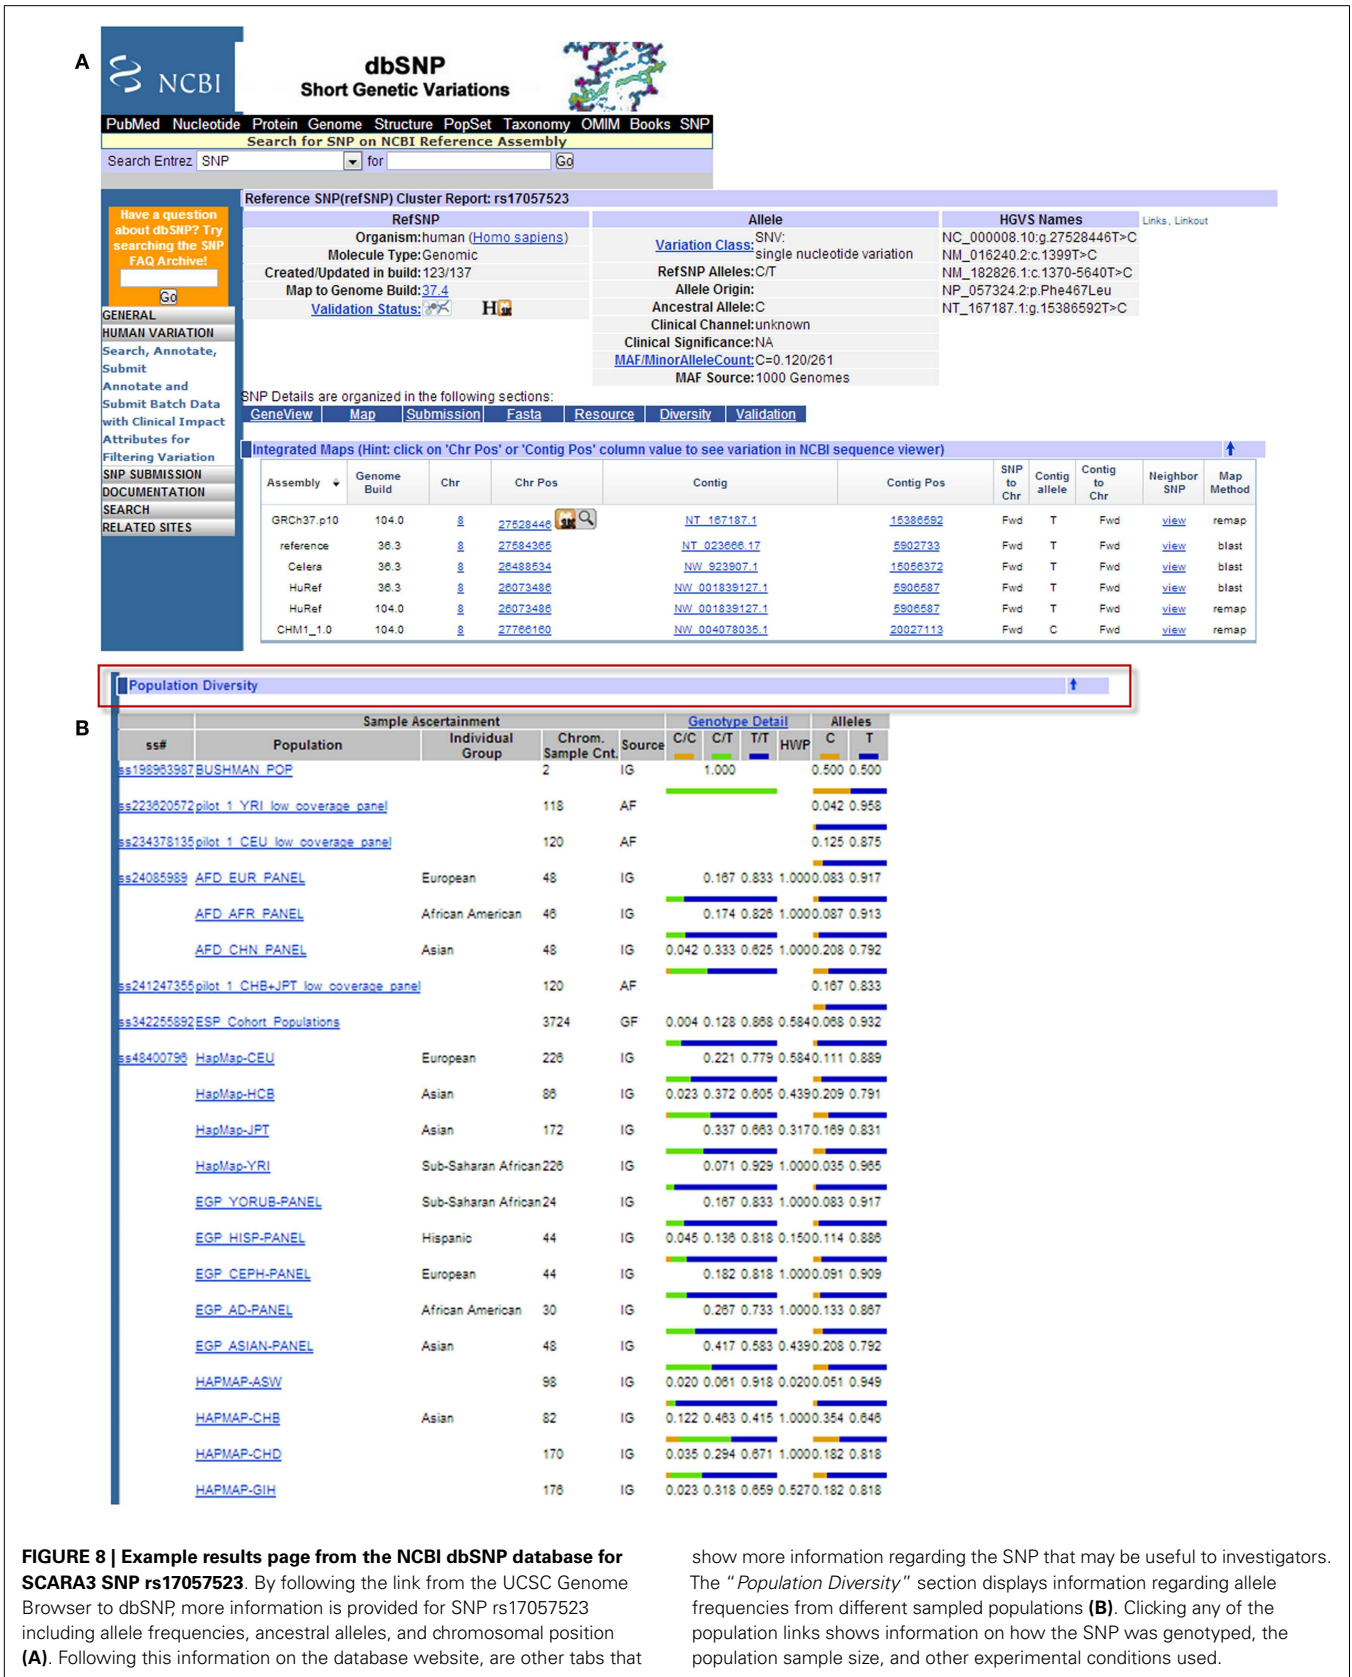 A
NCBI
dbSNP
Short Genetic Variations
PubMed Nucleotide Protein Genome Structure PopSet Taxonomy OMIM Books SNP
Search for SNP on NCBI Reference Assembly
Search Entrez SNP for Go
Have a question about dbSNP? Try searching the SNP FAQ Archive!
Go
GENERAL
HUMAN VARIATION
Search, Annotate,
Submit
Annotate and
Submit Batch Data
with Clinical Impact
Attributes for
Filtering Variation
SNP SUBMISSION
DOCUMENTATION
SEARCH
RELATED SITES
Reference SNP(refSNP) Cluster Report: rs17057523
RefSNP
Organism: human (Homo sapiens)
Molecule Type: Genomic
Created/Updated in build: 123/137
Map to Genome Build: 37.4
Validation Status: H
Allele
Variation Class: SNV:
single nucleotide variation
RefSNP Alleles: C/T
Allele Origin:
Ancestral Allele: C
Clinical Channel: unknown
Clinical Significance: NA
MAF/MinorAlleleCount: C=0.120/261
MAF Source: 1000 Genomes
HGVS Names
NC_000008.10:g.27528446T>C
NM_016240.2:c.1399T>C
NM_182826.1:c.1370-5640T>C
NP_057324.2:p.Phe467Leu
NT_167187.1:g.15386592T>C
Links, Linkout
SNP Details are organized in the following sections:
GeneView Map Submission Fasta Resource Diversity Validation
Integrated Maps (Hint: click on 'Chr Pos' or 'Contig Pos' column value to see variation in NCBI sequence viewer)
Assembly Genome Build Chr Chr Pos Contig Contig Pos SNP to Chr Contig allele Contig to Chr Neighbor SNP Map Method
GRCh37.p10 104.0 8 27528446 NT_167187.1 15386592 Fwd T Fwd view remap
reference 36.3 8 27584365 NT_023666.17 5902733 Fwd T Fwd view blast
Celera 36.3 8 26488534 NW_923907.1 15056372 Fwd T Fwd view blast
HuRef 36.3 8 26073486 NW_001839127.1 5906587 Fwd T Fwd view blast
HuRef 104.0 8 26073486 NW_001839127.1 5906587 Fwd T Fwd view remap
CHM1_1.0 104.0 8 27766160 NW_004078035.1 20027113 Fwd C Fwd view remap
Population Diversity
B
Sample Ascertainment Genotype Detail Alleles
ss# Population Individual Group Chrom. Sample Cnt. Source C/C C/T T/T HWP C T
ss198963987 BUSHMAN_POP 2 IG 1.000 0.500 0.500
ss223620572 pilot_1_YRI_low_coverage_panel 118 AF 0.042 0.958
ss234378135 pilot_1_CEU_low_coverage_panel 120 AF 0.125 0.875
ss24085989 AFD_EUR_PANEL European 48 IG 0.167 0.833 1.000 0.083 0.917
AFD_AFR_PANEL African American 46 IG 0.174 0.826 1.000 0.087 0.913
AFD_CHN_PANEL Asian 48 IG 0.042 0.333 0.625 1.000 0.208 0.792
ss241247355 pilot_1_CHB+JPT_low_coverage_panel 120 AF 0.167 0.833
ss342255892 ESP_Cohort_Populations 3724 GF 0.004 0.128 0.868 0.584 0.068 0.932
ss48400796 HapMap-CEU European 226 IG 0.221 0.779 0.584 0.111 0.889
HapMap-HCB Asian 86 IG 0.023 0.372 0.605 0.439 0.209 0.791
HapMap-JPT Asian 172 IG 0.337 0.663 0.317 0.169 0.831
HapMap-YRI Sub-Saharan African 226 IG 0.071 0.929 1.000 0.035 0.965
EGP_YORUB-PANEL Sub-Saharan African 24 IG 0.167 0.833 1.000 0.083 0.917
EGP_HISP-PANEL Hispanic 44 IG 0.045 0.136 0.818 0.150 0.114 0.886
EGP_CEPH-PANEL European 44 IG 0.182 0.818 1.000 0.091 0.909
EGP_AD-PANEL African American 30 IG 0.267 0.733 1.000 0.133 0.867
EGP_ASIAN-PANEL Asian 48 IG 0.417 0.583 0.439 0.208 0.792
HAPMAP-ASW 98 IG 0.020 0.061 0.918 0.020 0.051 0.949
HAPMAP-CHB Asian 82 IG 0.122 0.463 0.415 1.000 0.354 0.646
HAPMAP-CHD 170 IG 0.035 0.294 0.671 1.000 0.182 0.818
HAPMAP-GIH 176 IG 0.023 0.318 0.659 0.527 0.182 0.818
FIGURE 8 | Example results page from the NCBI dbSNP database for
SCARA3 SNP rs17057523. By following the link from the UCSC Genome
Browser to dbSNP, more information is provided for SNP rs17057523
including allele frequencies, ancestral alleles, and chromosomal position
(A). Following this information on the database website, are other tabs that
show more information regarding the SNP that may be useful to investigators.
The "Population Diversity" section displays information regarding allele
frequencies from different sampled populations (B). Clicking any of the
population links shows information on how the SNP was genotyped, the
population sample size, and other experimental conditions used.